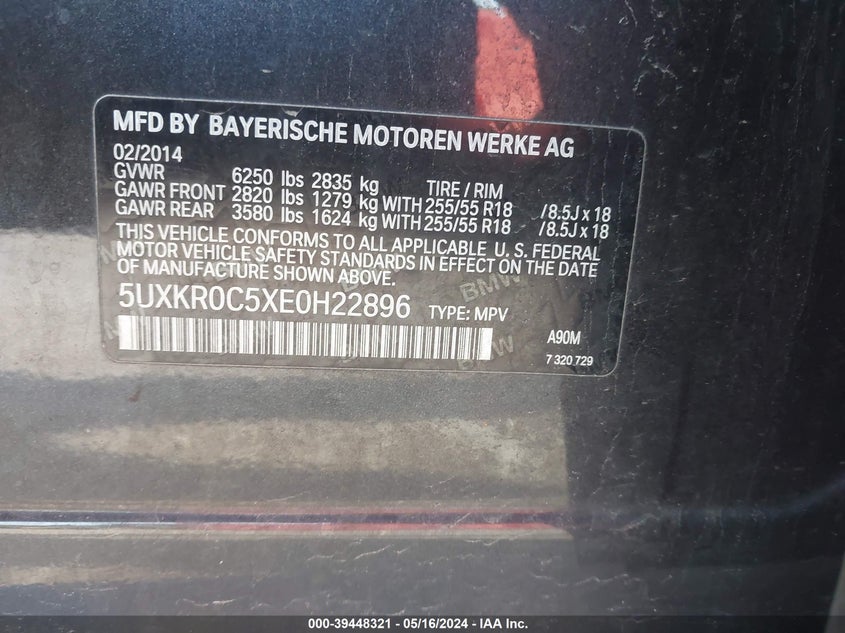 MFD BY BAYERISCHE MOTOREN WERKE AG
02/2014
GVWR 6250 lbs 2835 kg TIRE / RIM
GAWR FRONT 2820 lbs 1279 kg WITH 255/55 R18 /8.5J x 18
GAWR REAR 3580 lbs 1624 kg WITH 255/55 R18 /8.5J x 18
THIS VEHICLE CONFORMS TO ALL APPLICABLE U. S. FEDERAL
MOTOR VEHICLE SAFETY STANDARDS IN EFFECT ON THE DATE
OF MANUFACTURE SHOWN ABOVE.
5UXKR0C5XE0H22896 TYPE: MPV
A90M
7 320 729
BMW
BMW
000-39448321 - 05/16/2024 - IAA Inc.